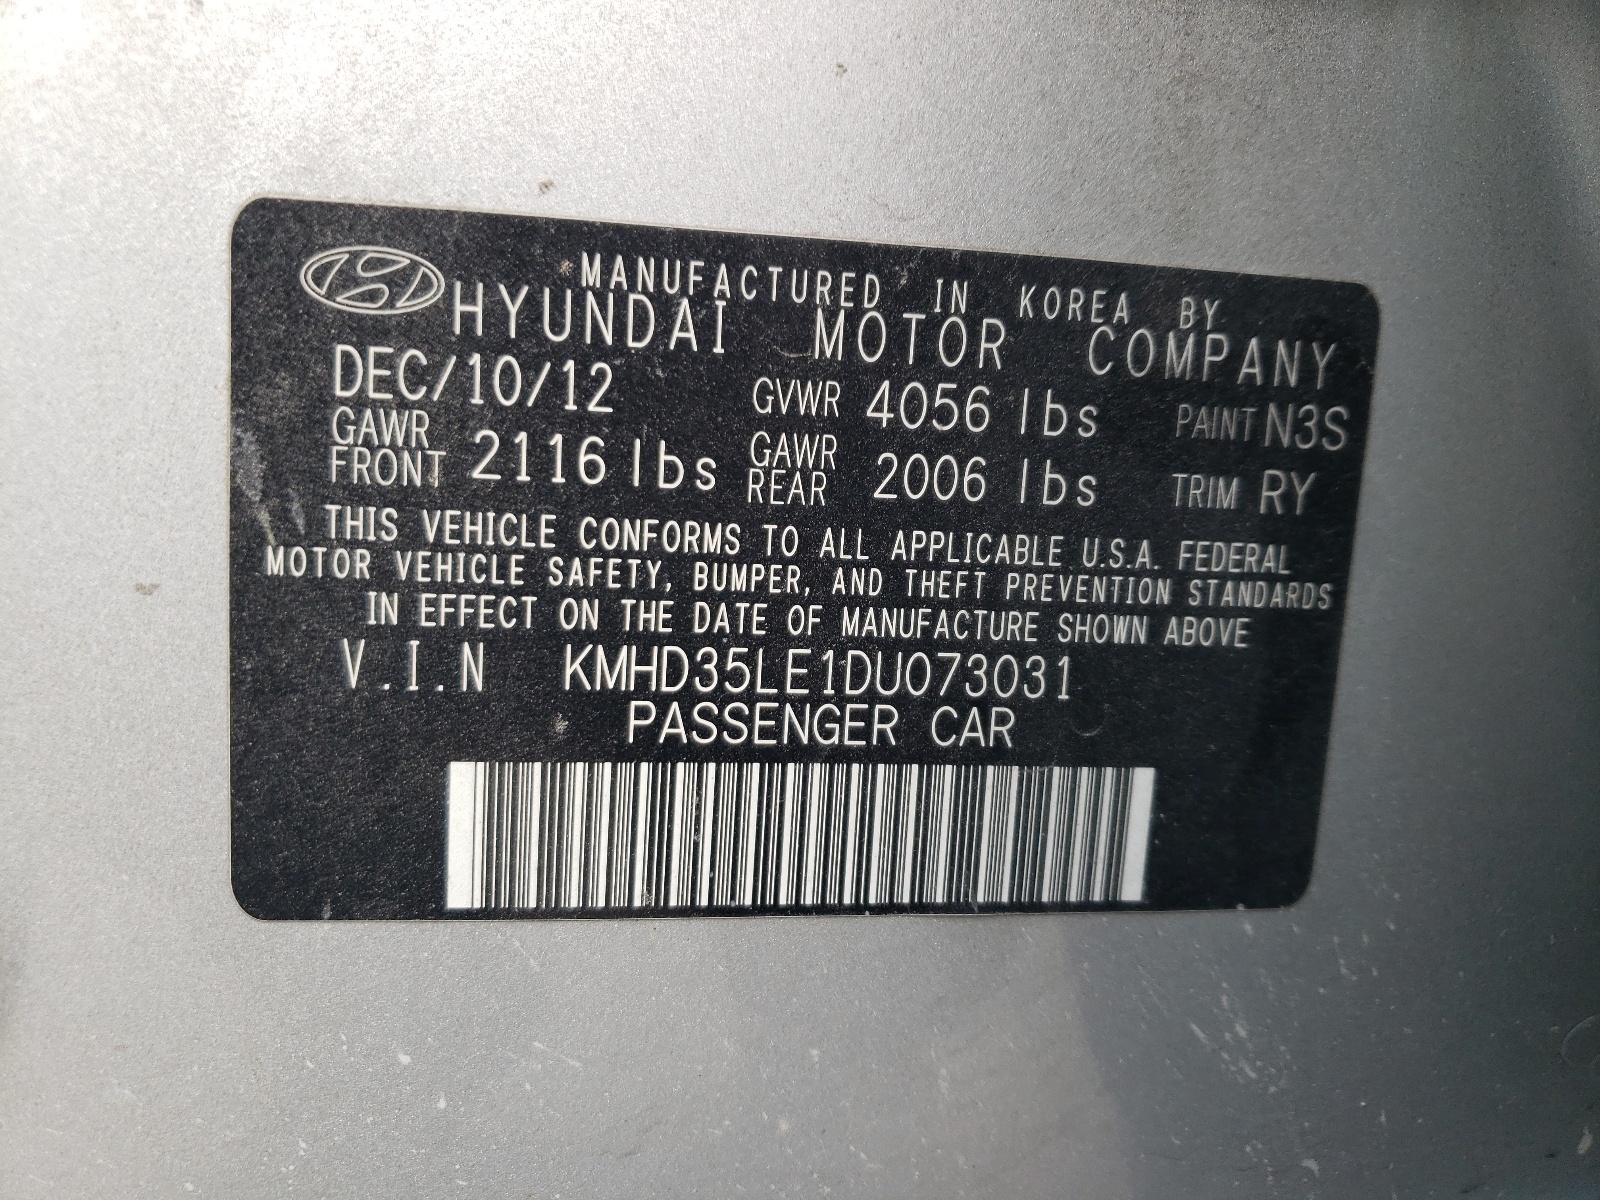 MANUFACTURED IN KOREA BY
HYUNDAI MOTOR COMPANY
DEC/10/12 GVWR 4056 lbs PAINT N3S
GAWR FRONT 2116 lbs GAWR REAR 2006 lbs TRIM RY
THIS VEHICLE CONFORMS TO ALL APPLICABLE U.S.A. FEDERAL
MOTOR VEHICLE SAFETY, BUMPER, AND THEFT PREVENTION STANDARDS
IN EFFECT ON THE DATE OF MANUFACTURE SHOWN ABOVE
V.I.N KMHD35LE1DU073031
PASSENGER CAR